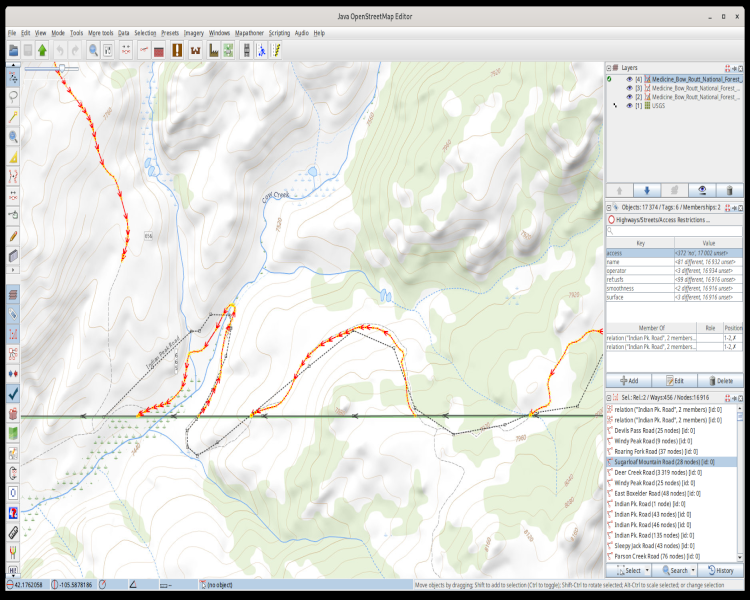 Java OpenStreetMap Editor
File Edit View Mode Tools More tools Data Selection Presets Imagery Windows Mapathoner Scripting Audio Help
Layers
[4] Medicine_Bow_Routt_National_Forest_...
[3] Medicine_Bow_Routt_National_Forest_...
[2] Medicine_Bow_Routt_National_Forest_...
[1] USGS
Cow Creek
Indian Peak Road
Objects: 17 374 / Tags: 6 / Memberships: 2
Highways/Streets/Access Restrictions ...
Key Value
access <372 'no', 17 002 unset>
name <81 different, 16 932 unset>
operator <3 different, 16 934 unset>
refusfs <99 different, 16 916 unset>
smoothness <2 different, 16 916 unset>
surface <3 different, 16 916 unset>
Member Of Role Position
relation ("Indian Pk. Road", 2 members... 1-2,✗
relation ("Indian Pk. Road", 2 members... 1-2,✗
Add Edit Delete
Sel.: Rel.:2 / Ways:456 / Nodes:16 916
relation ("Indian Pk. Road", 2 members) [id: 0]
relation ("Indian Pk. Road", 2 members) [id: 0]
Devils Pass Road (25 nodes) [id: 0]
Windy Peak Road (9 nodes) [id: 0]
Roaring Fork Road (37 nodes) [id: 0]
Sugarloaf Mountain Road (28 nodes) [id: 0]
Deer Creek Road (3 319 nodes) [id: 0]
Windy Peak Road (25 nodes) [id: 0]
East Boxelder Road (48 nodes) [id: 0]
Indian Pk. Road (1 node) [id: 0]
Indian Pk. Road (43 nodes) [id: 0]
Indian Pk. Road (46 nodes) [id: 0]
Indian Pk. Road (135 nodes) [id: 0]
Sleepy Jack Road (43 nodes) [id: 0]
Parson Creek Road (76 nodes) [id: 0]
Select Search History
42.1762058 -105.5878186 -- (no object) Move objects by dragging; Shift to add to selection (Ctrl to toggle); Shift-Ctrl to rotate selected; Alt-Ctrl to scale selected; or change selection